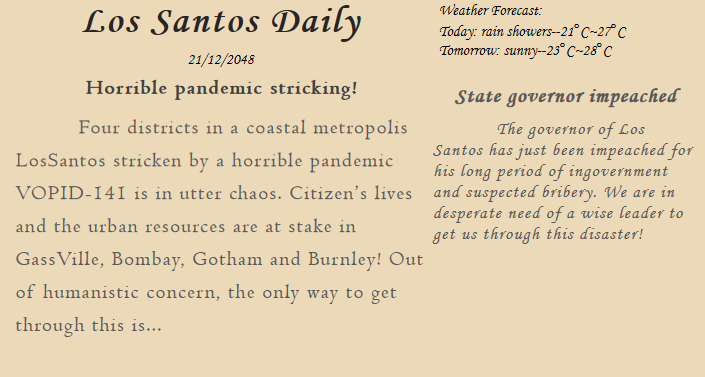 Los Santos Daily
21/12/2048
Horrible pandemic stricking!
Four districts in a coastal metropolis
LosSantos stricken by a horrible pandemic
VOPID-141 is in utter chaos. Citizen’s lives
and the urban resources are at stake in
GassVille, Bombay, Gotham and Burnley! Out
of humanistic concern, the only way to get
through this is...
Weather Forecast:
Today: rain showers--21°C~27°C
Tomorrow: sunny--23°C~28°C
State governor impeached
The governor of Los
Santos has just been impeached for
his long period of ingovernment
and suspected bribery. We are in
desperate need of a wise leader to
get us through this disaster!